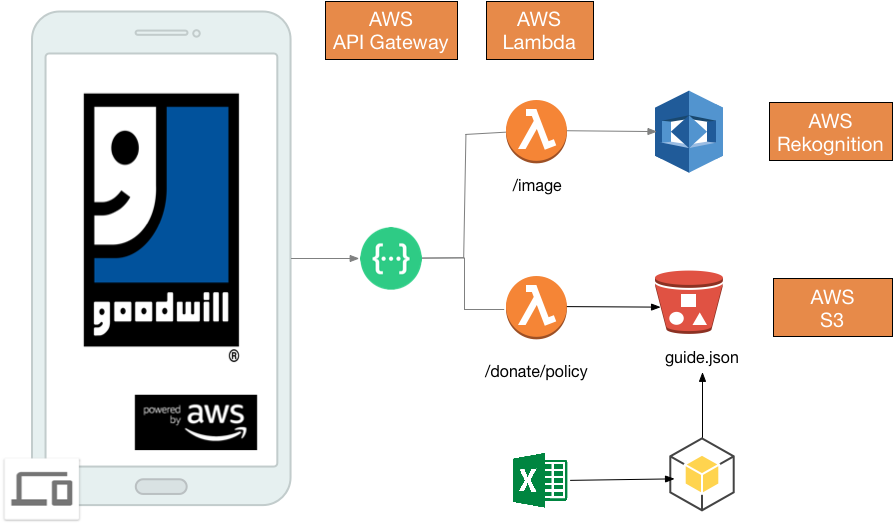 AWS
API Gateway
AWS
Lambda
AWS
Rekognition
/image
{...}
goodwill
®
AWS
S3
guide.json
/donate/policy
powered
by
aws
X